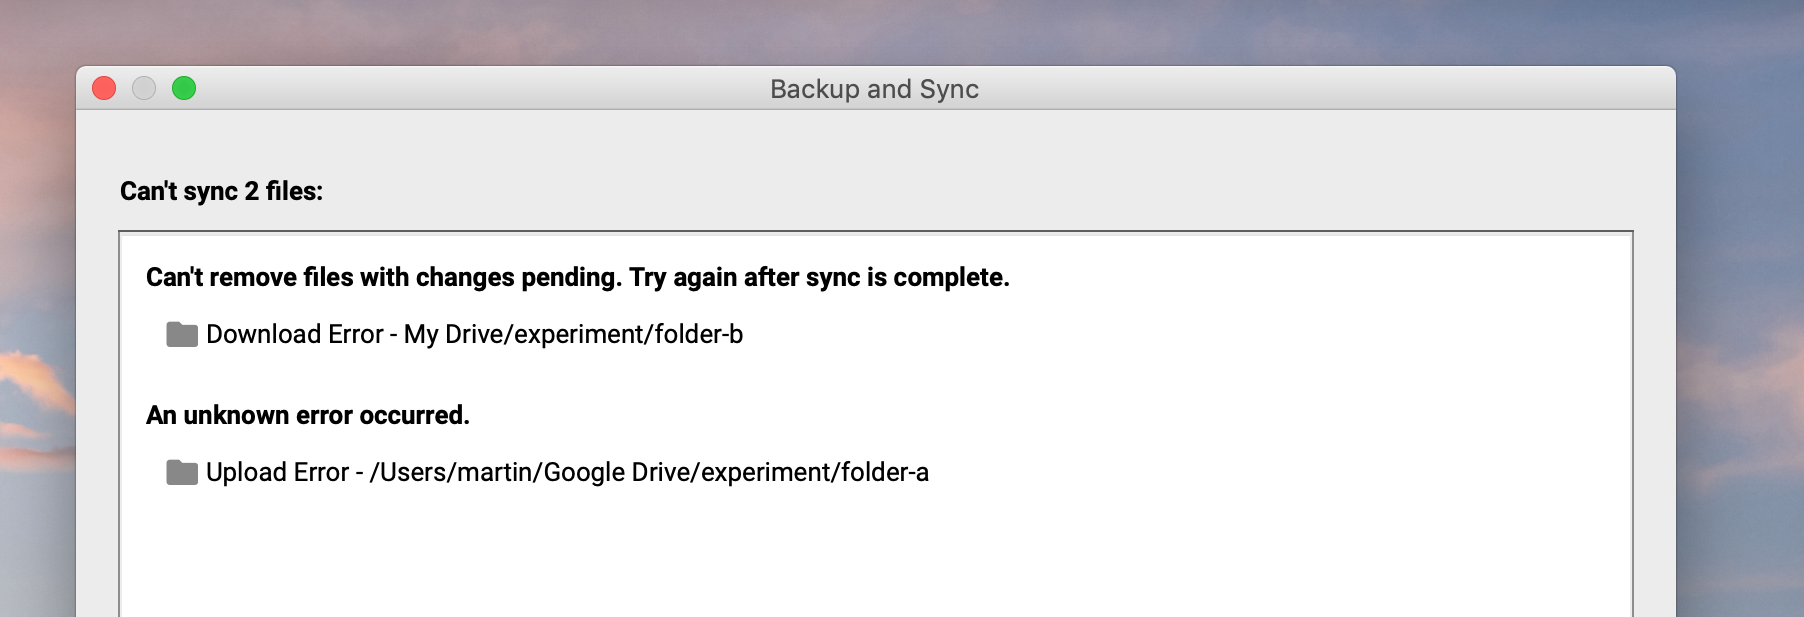 Backup and Sync
Can't sync 2 files:
Can't remove files with changes pending. Try again after sync is complete.
Download Error - My Drive/experiment/folder-b
An unknown error occurred.
Upload Error - /Users/martin/Google Drive/experiment/folder-a